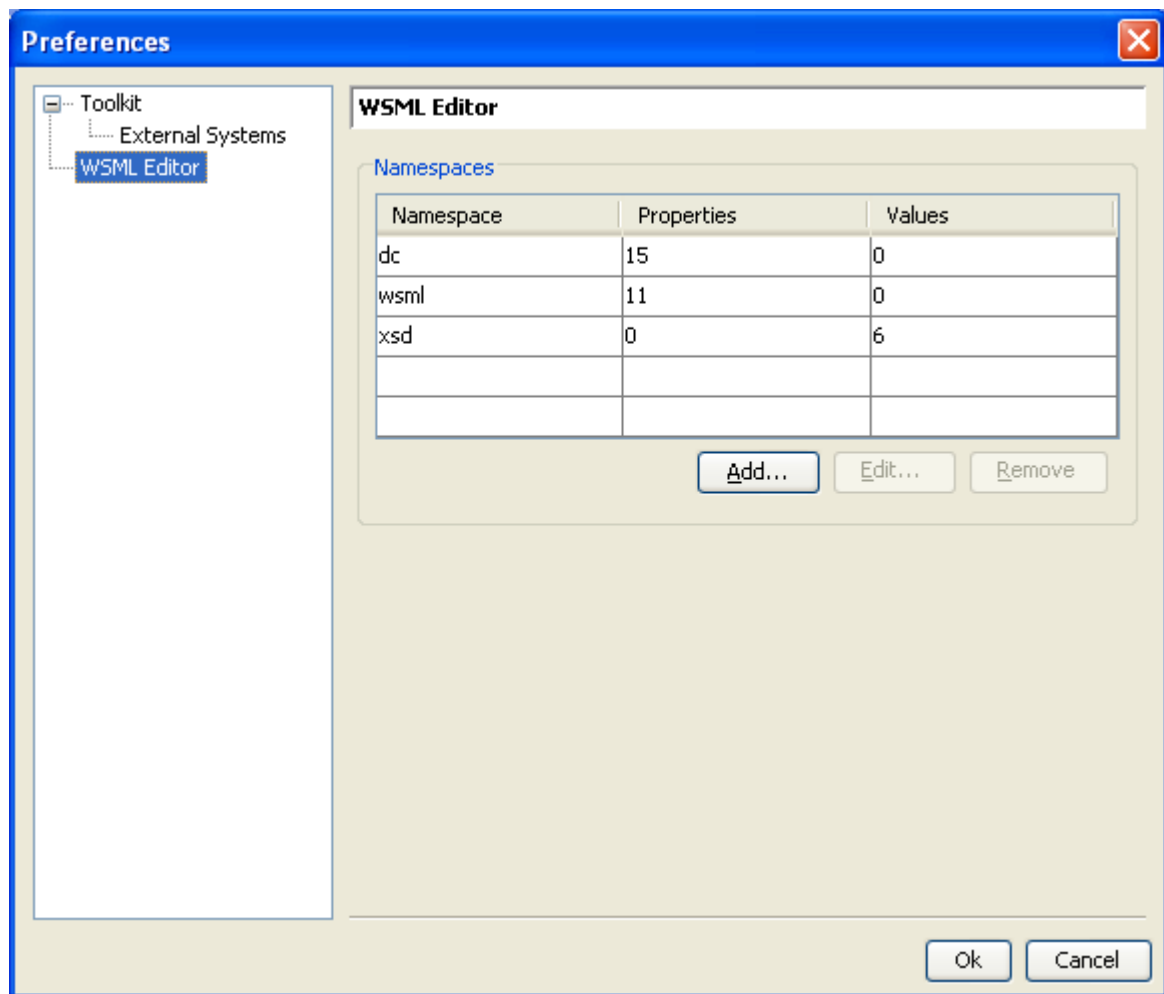 Preferences
Toolkit
External Systems
WSML Editor
WSML Editor
Namespaces
Namespace Properties Values
dc 15 0
wsml 11 0
xsd 0 6
Add... Edit... Remove
Ok Cancel